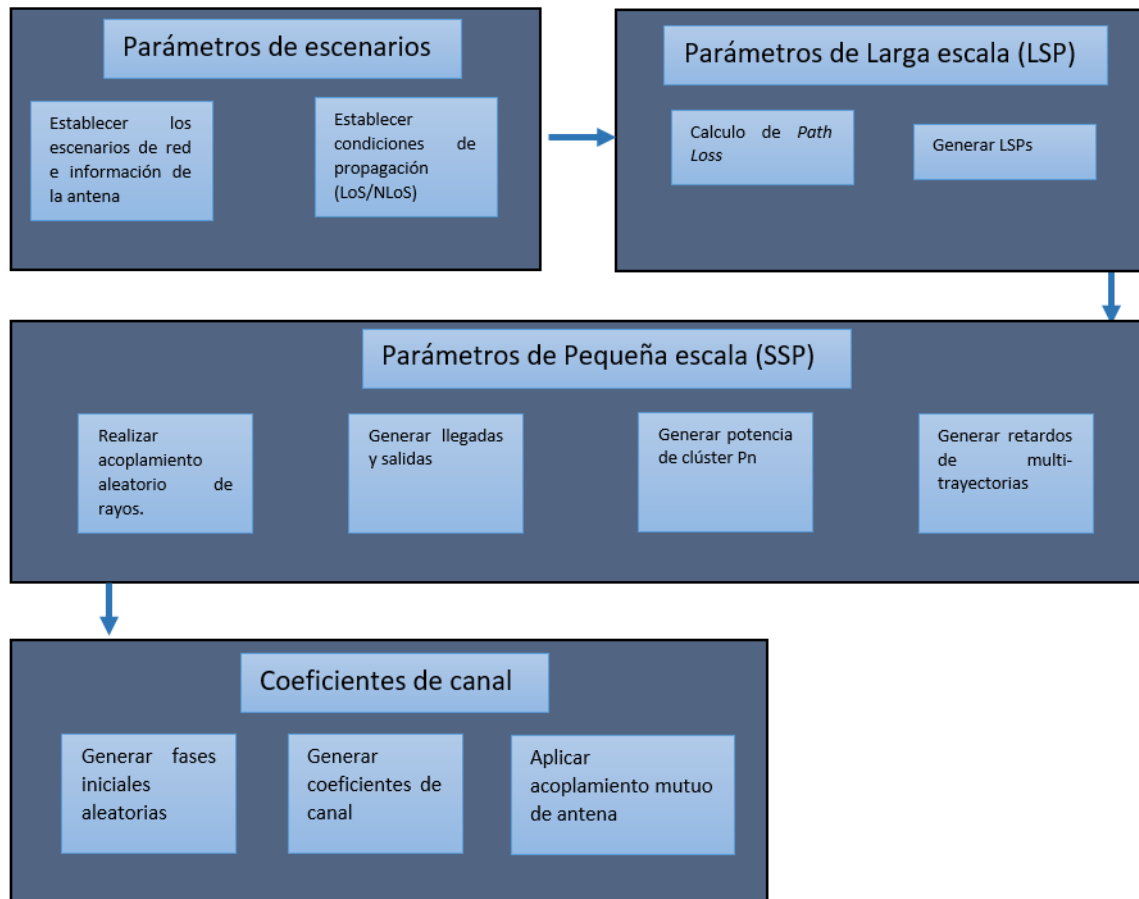 Parámetros de escenarios
Establecer los
escenarios de red
e información de
la antena
Establecer
condiciones de
propagación
(LoS/NLoS)
Parámetros de Larga escala (LSP)
Calculo de Path
Loss
Generar LSPs
Parámetros de Pequeña escala (SSP)
Realizar
acoplamiento
aleatorio de
rayos.
Generar llegadas
y salidas
Generar potencia
de clúster Pn
Generar retardos
de multi-
trayectorias
Coeficientes de canal
Generar fases
iniciales
aleatorias
Generar
coeficientes de
canal
Aplicar
acoplamiento mutuo
de antena